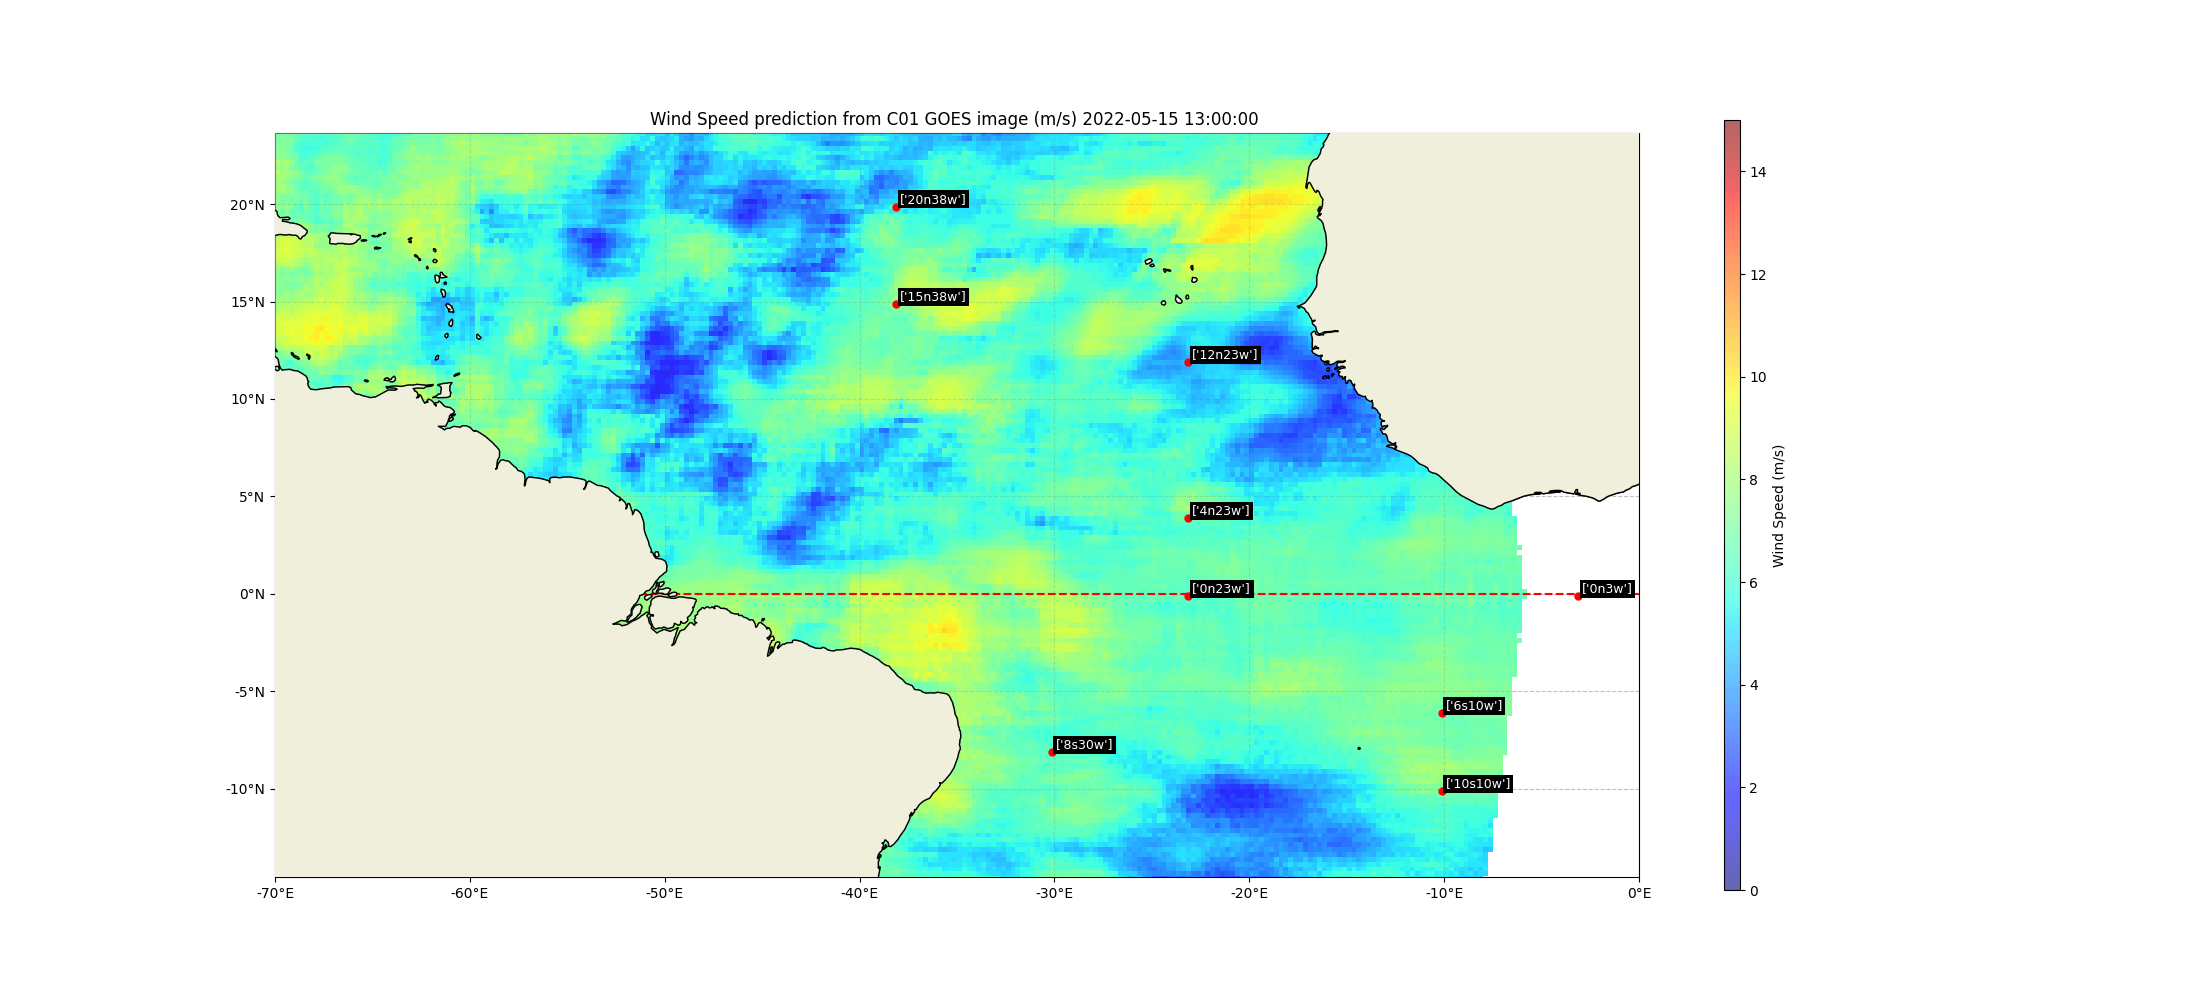 Wind Speed prediction from C01 GOES image (m/s) 2022-05-15 13:00:00
20°N
15°N
10°N
5°N
0°N
-5°N
-10°N
-70°E
-60°E
-50°E
-40°E
-30°E
-20°E
-10°E
0°E
['20n38w']
['15n38w']
['12n23w']
['4n23w']
['0n23w']
['0n3w']
['6s10w']
['8s30w']
['10s10w']
14
12
10
8
6
4
2
0
Wind Speed (m/s)